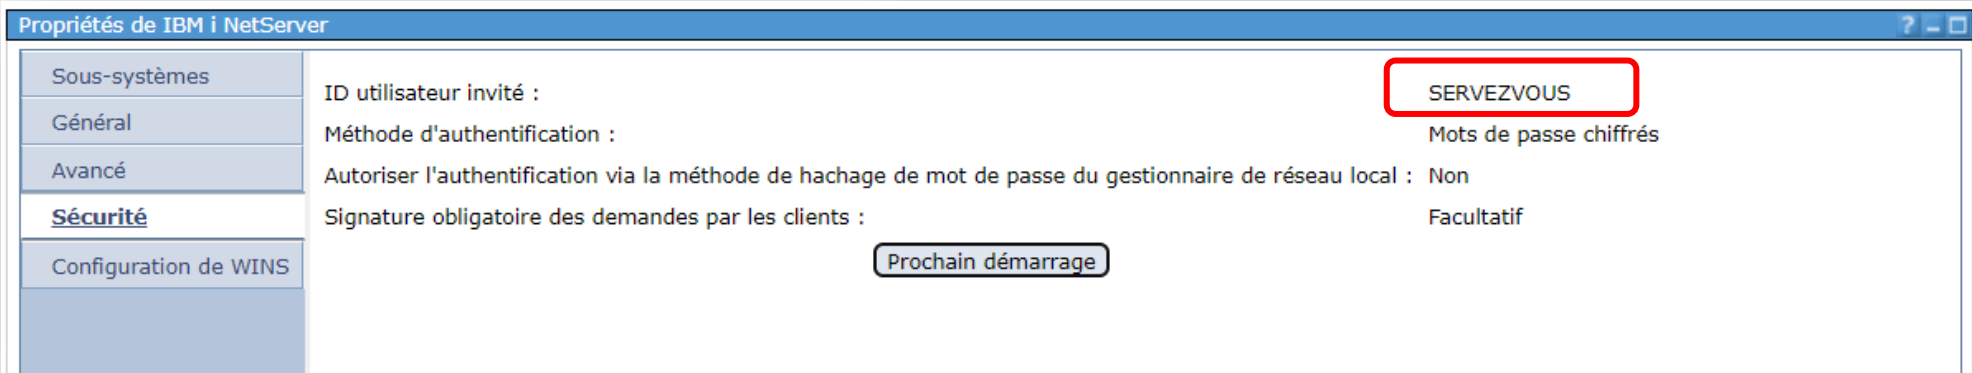 Propriétés de IBM i NetServer
Sous-systèmes
Général
Avancé
Sécurité
Configuration de WINS
ID utilisateur invité : SERVEZVOUS
Méthode d'authentification : Mots de passe chiffrés
Autoriser l'authentification via la méthode de hachage de mot de passe du gestionnaire de réseau local : Non
Signature obligatoire des demandes par les clients : Facultatif
Prochain démarrage